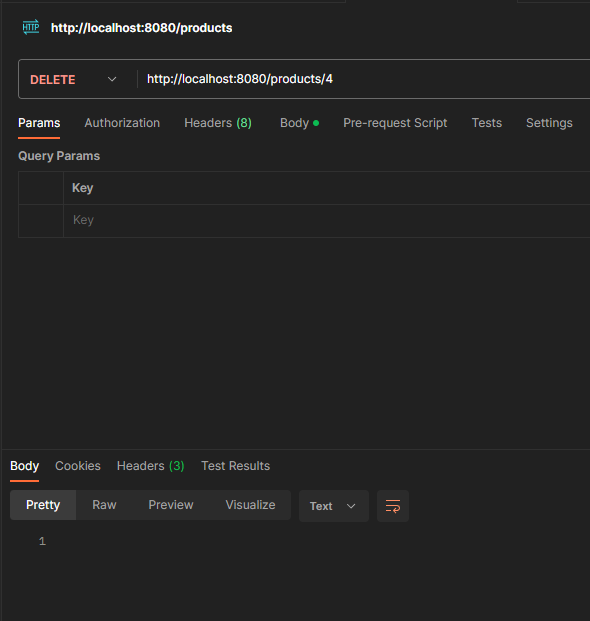 HTTP http://localhost:8080/products
DELETE http://localhost:8080/products/4
Params Authorization Headers (8) Body Pre-request Script Tests Settings
Query Params
Key
Key
Body Cookies Headers (3) Test Results
Pretty Raw Preview Visualize Text
1